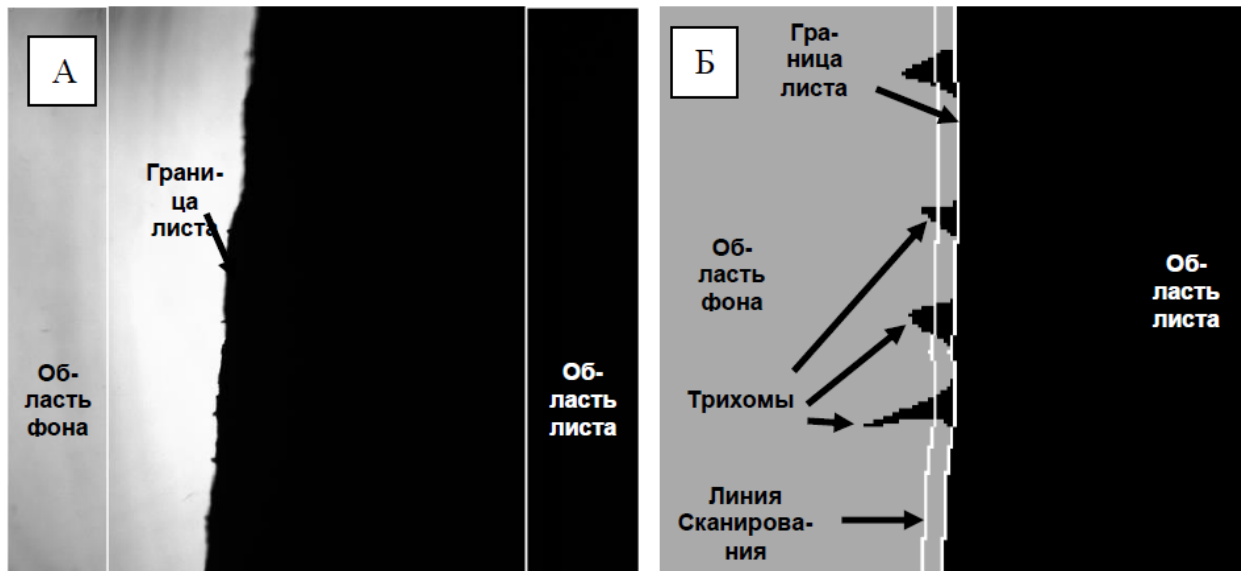 А
Грани-
ца
листа
Об-
ласть
фона
Об-
ласть
листа
Б
Гра-
ница
листа
Об-
ласть
фона
Об-
ласть
листа
Трихомы
Линия
Сканирова-
ния